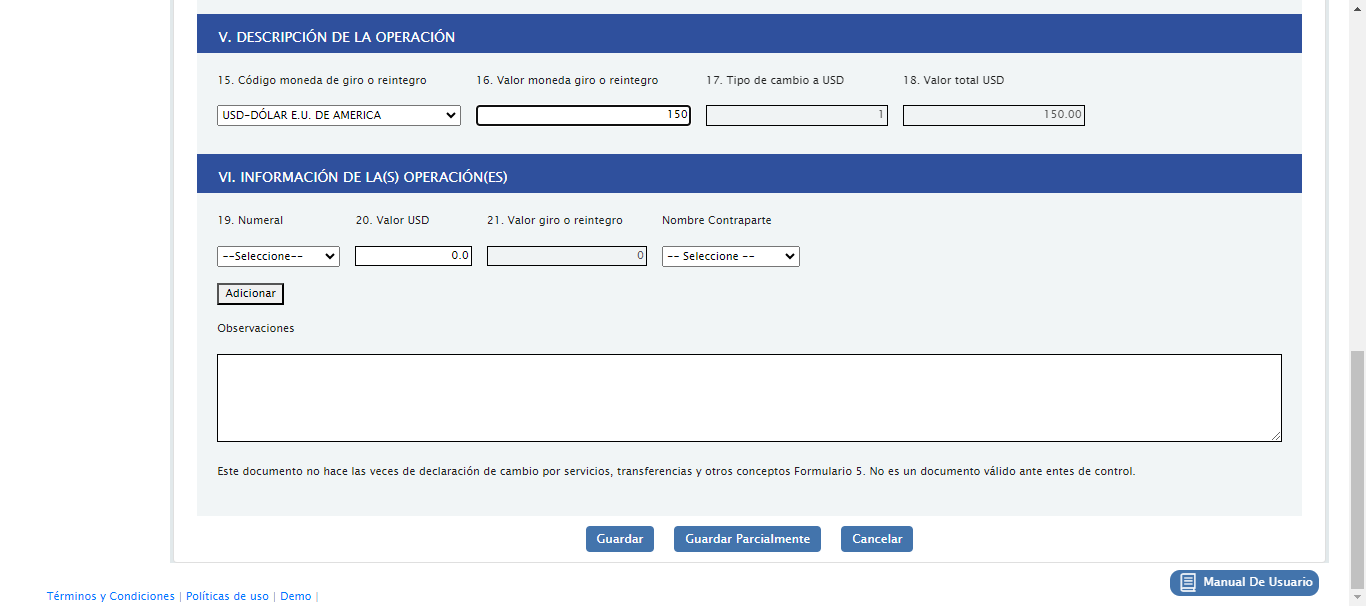 V. DESCRIPCIÓN DE LA OPERACIÓN
15. Código moneda de giro o reintegro 16. Valor moneda giro o reintegro 17. Tipo de cambio a USD 18. Valor total USD
USD-DÓLAR E.U. DE AMERICA 150 1 150.00
VI. INFORMACIÓN DE LA(S) OPERACIÓN(ES)
19. Numeral 20. Valor USD 21. Valor giro o reintegro Nombre Contraparte
--Seleccione-- 0.0 0 -- Seleccione --
Adicionar
Observaciones
Este documento no hace las veces de declaración de cambio por servicios, transferencias y otros conceptos Formulario 5. No es un documento válido ante entes de control.
Guardar Guardar Parcialmente Cancelar
Manual De Usuario
Términos y Condiciones | Políticas de uso | Demo |